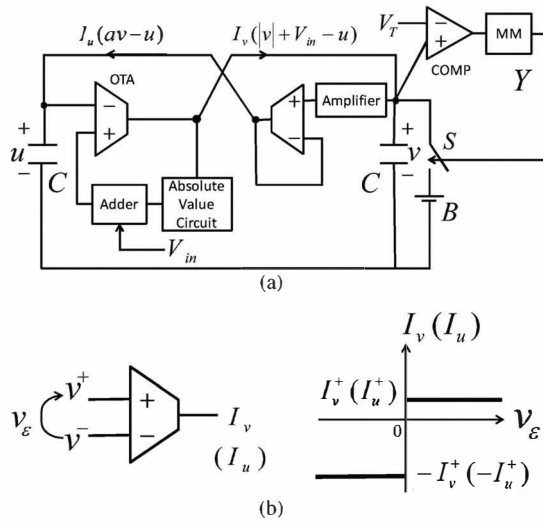 I_u(av−u)
I_v(|v|+V_in−u)
V_T
−
+
COMP
MM
Y
OTA
−
+
+
−
Amplifier
+
u
−
C
+
v
−
C
S
B
Adder
Absolute
Value
Circuit
V_in
(a)
I_v(I_u)
v^+
+
v_ε
v^−
−
I_v
(I_u)
I_v^+(I_u^+)
0
v_ε
−I_v^+(−I_u^+)
(b)